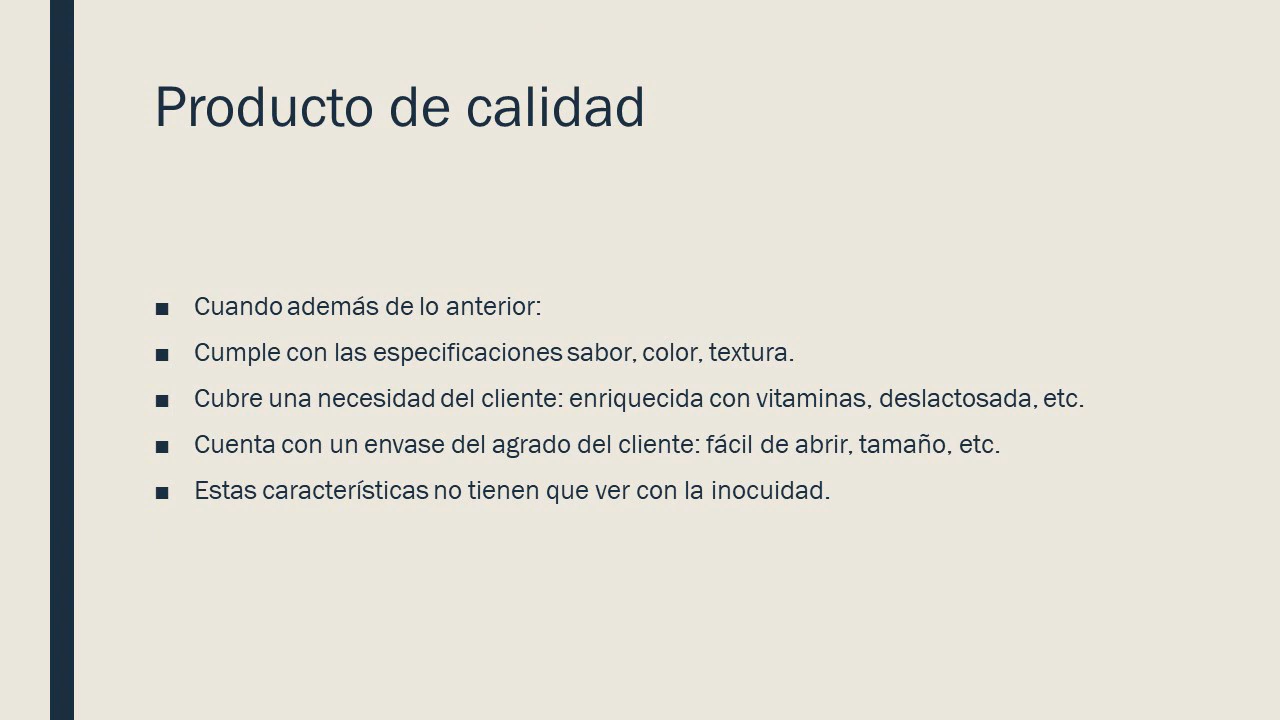 Producto de calidad
■ Cuando además de lo anterior:
■ Cumple con las especificaciones sabor, color, textura.
■ Cubre una necesidad del cliente: enriquecida con vitaminas, deslactosada, etc.
■ Cuenta con un envase del agrado del cliente: fácil de abrir, tamaño, etc.
■ Estas características no tienen que ver con la inocuidad.